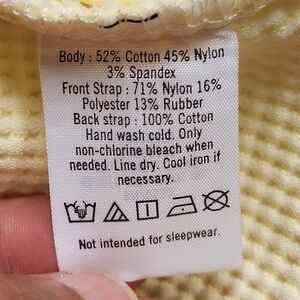 Body : 52% Cotton 45% Nylon
3% Spandex
Front Strap : 71% Nylon 16%
Polyester 13% Rubber
Back strap : 100% Cotton
Hand wash cold. Only
non-chlorine bleach when
needed. Line dry. Cool iron if
necessary.
Not intended for sleepwear.